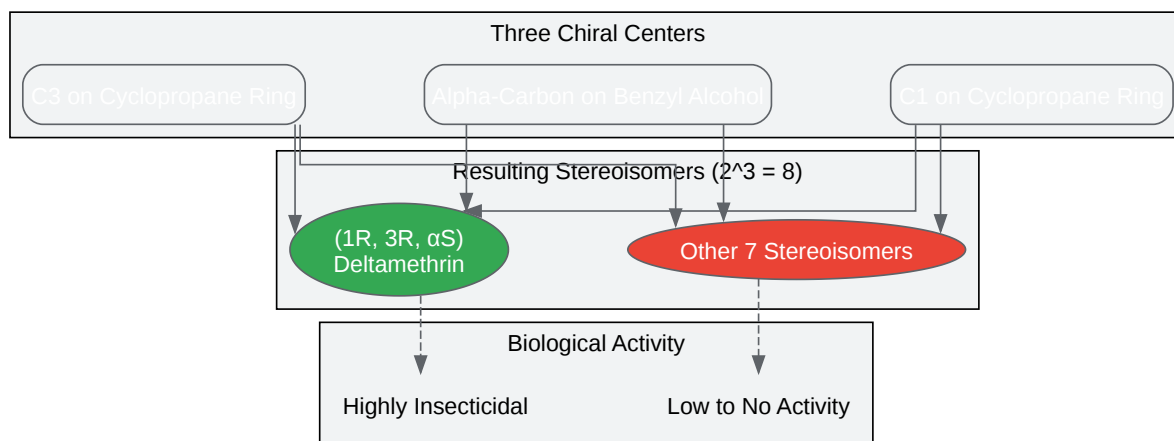 Three Chiral Centers
C3 on Cyclopropane Ring
Alpha-Carbon on Benzyl Alcohol
C1 on Cyclopropane Ring
Resulting Stereoisomers (2^3 = 8)
(1R, 3R, αS)
Deltamethrin
Other 7 Stereoisomers
Biological Activity
Highly Insecticidal
Low to No Activity